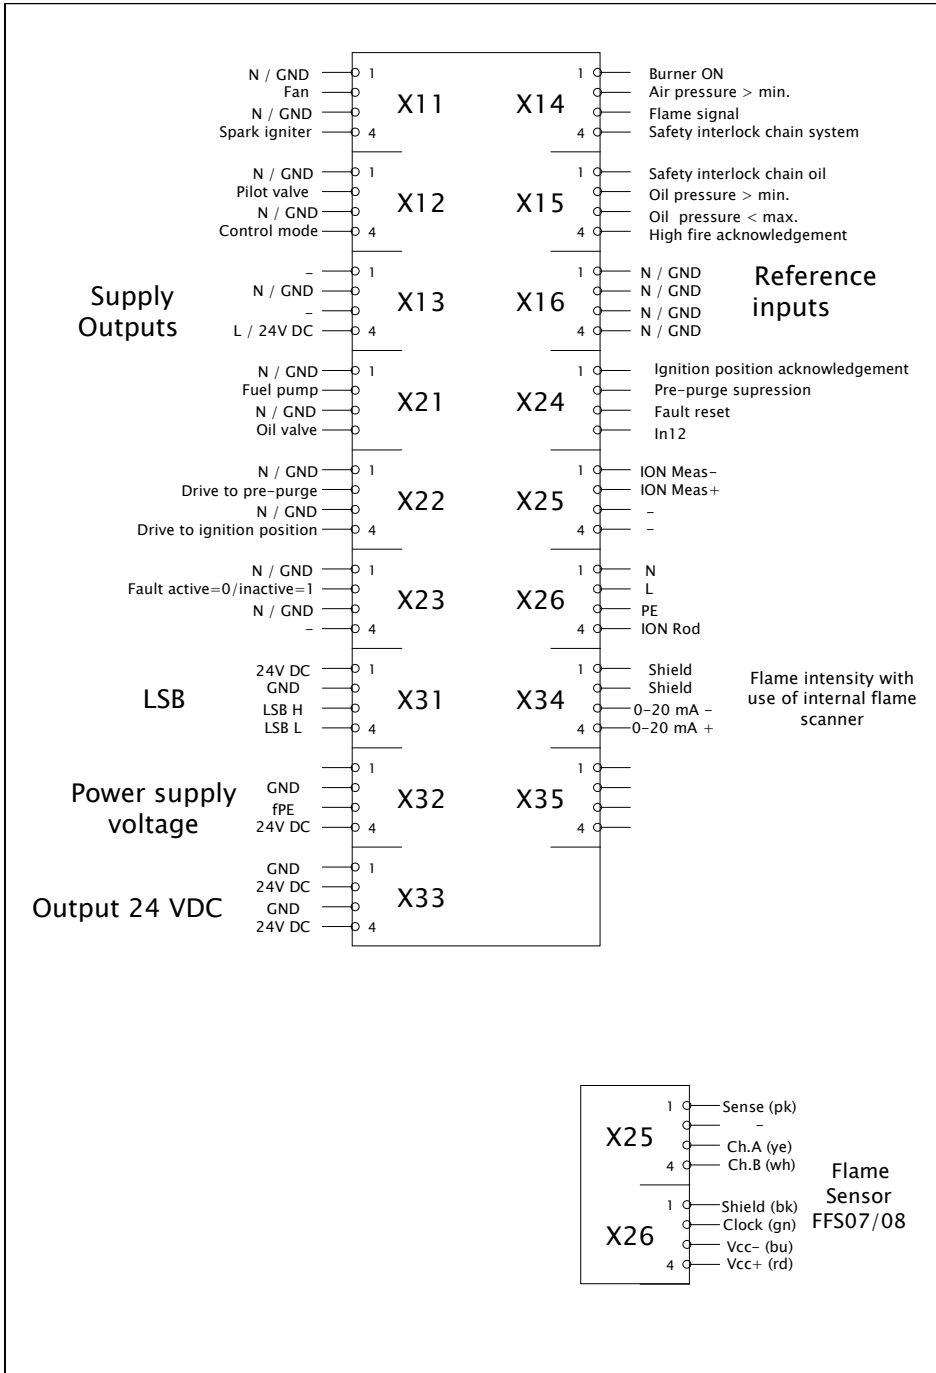 N / GND 1 X11
Fan
N / GND
Spark igniter 4
1 Burner ON
X14 Air pressure > min.
Flame signal
4 Safety interlock chain system
N / GND 1 X12
Pilot valve
N / GND
Control mode 4
1 Safety interlock chain oil
X15 Oil pressure > min.
Oil  pressure < max.
4 High fire acknowledgement
Supply
Outputs
– 1 X13
N / GND
–
L / 24V DC 4
1 N / GND
X16 N / GND
N / GND
4 N / GND
Reference
inputs
N / GND 1 X21
Fuel pump
N / GND
Oil valve 4
1 Ignition position acknowledgement
X24 Pre-purge supression
Fault reset
4 In12
N / GND 1 X22
Drive to pre-purge
N / GND
Drive to ignition position 4
1 ION Meas-
X25 ION Meas+
–
4 –
N / GND 1 X23
Fault active=0/inactive=1
N / GND
– 4
1 N
X26 L
PE
4 ION Rod
LSB
24V DC 1 X31
GND
LSB H
LSB L 4
1 Shield
X34 Shield
0-20 mA -
4 0-20 mA +
Flame intensity with
use of internal flame
scanner
Power supply
voltage
1 X32
GND
fPE
24V DC 4
1
X35
4
Output 24 VDC
GND 1 X33
24V DC
GND
24V DC 4
1 Sense (pk)
X25 –
Ch.A (ye)
4 Ch.B (wh)
1 Shield (bk)
X26 Clock (gn)
Vcc- (bu)
4 Vcc+ (rd)
Flame
Sensor
FFS07/08